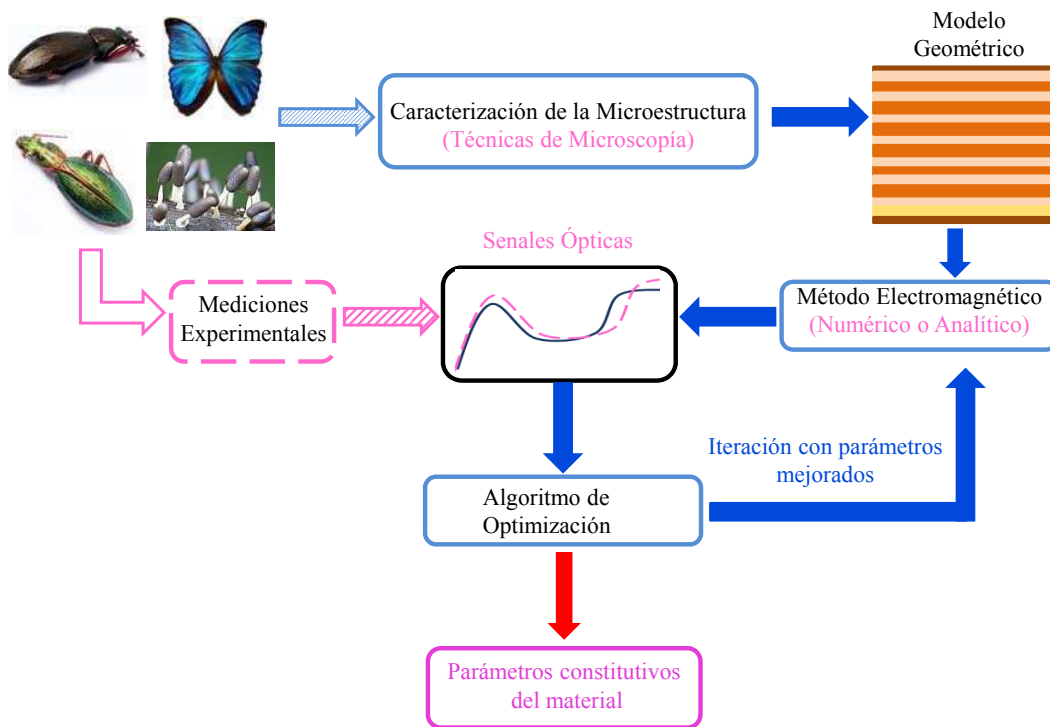 Modelo
Geométrico
Caracterización de la Microestructura
(Técnicas de Microscopía)
Senales Ópticas
Mediciones
Experimentales
Método Electromagnético
(Numérico o Analítico)
Iteración con parámetros
mejorados
Algoritmo de
Optimización
Parámetros constitutivos
del material